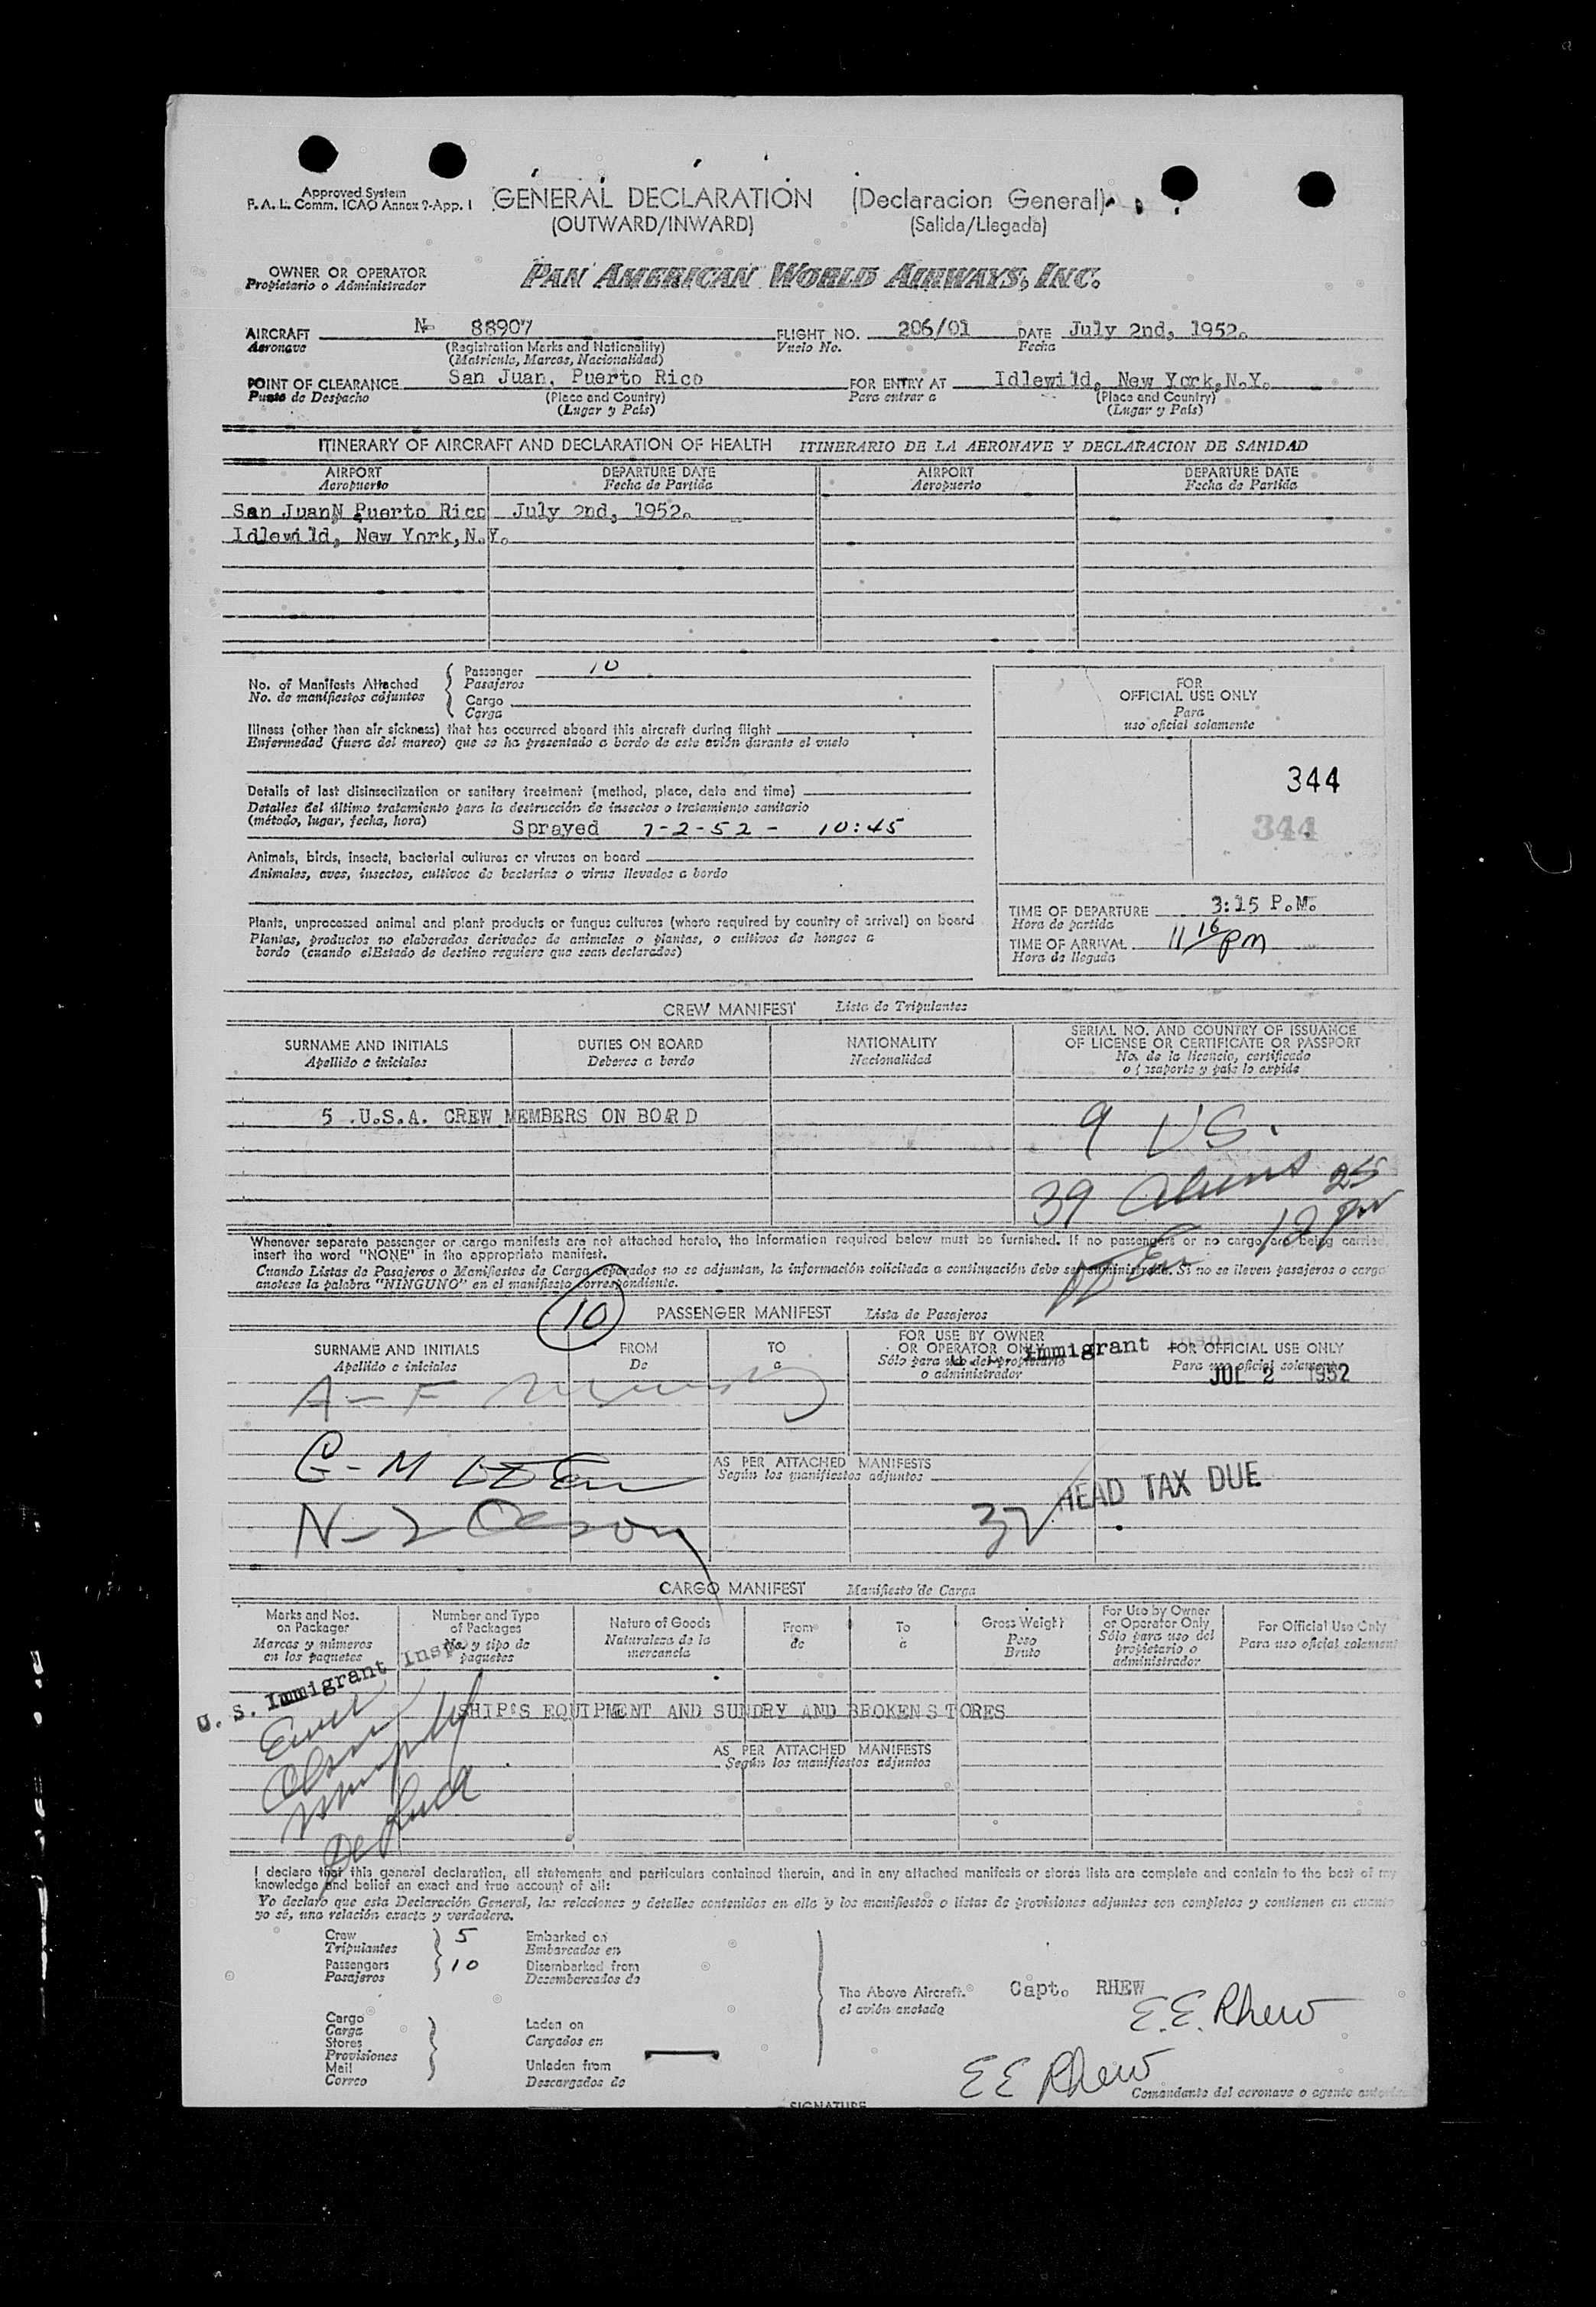 Approved System
F. A. L. Comm. ICAO Annex 9-App. I
GENERAL DECLARATION (Declaracion General)
(OUTWARD/INWARD) (Salida/Llegada)
OWNER OR OPERATOR
Propietario o Administrador
PAN AMERICAN WORLD AIRWAYS, INC.
AIRCRAFT N- 88907 FLIGHT NO. 206/01 DATE July 2nd, 1952.
Aeronave (Registration Marks and Nationality) Vuelo No. Fecha
(Matricula, Marcas, Nacionalidad)
POINT OF CLEARANCE San Juan, Puerto Rico FOR ENTRY AT Idlewild, New York,N.Y.
Punto de Despacho (Place and Country) Para entrar a (Place and Country)
(Lugar y País) (Lugar y País)
ITINERARY OF AIRCRAFT AND DECLARATION OF HEALTH ITINERARIO DE LA AERONAVE Y DECLARACION DE SANIDAD
AIRPORT DEPARTURE DATE AIRPORT DEPARTURE DATE
Aeropuerto Fecha de Partida Aeropuerto Fecha de Partida
San JuanN Puerto Rico July 2nd, 1952.
Idlewild, New York,N.Y.
No. of Manifests Attached
No. de manifiestos adjuntos
Passenger 10
Pasajeros
Cargo
Carga
Illness (other than air sickness) that has occurred aboard this aircraft during flight
Enfermedad (fuera del mareo) que se ha presentado a bordo de este avión durante el vuelo
Details of last disinsectization or sanitary treatment (method, place, date and time)
Detalles del último tratamiento para la destrucción de insectos o tratamiento sanitario
(método, lugar, fecha, hora)
Sprayed 7-2-52 - 10:45
Animals, birds, insects, bacterial cultures or viruses on board
Animales, aves, insectos, cultivos de bacterias o virus llevados a bordo
Plants, unprocessed animal and plant products or fungus cultures (where required by country of arrival) on board
Plantas, productos no elaborados derivados de animales o plantas, o cultivos de hongos a
bordo (cuando elEstado de destino requiere que sean declarados)
FOR
OFFICIAL USE ONLY
Para
uso oficial solamente
344
344
TIME OF DEPARTURE 3:15 P.M.
Hora de partida
TIME OF ARRIVAL 11 16 pm
Hora de llegada
CREW MANIFEST Lista de Tripulantes
SURNAME AND INITIALS DUTIES ON BOARD NATIONALITY SERIAL NO. AND COUNTRY OF ISSUANCE
OF LICENSE OR CERTIFICATE OR PASSPORT
Apellido e iniciales Deberes a bordo Nacionalidad No. de la licencia, certificado
o pasaporte y pais lo expide
5 .U.S.A. CREW MEMBERS ON BOARD
9 US.
39 Aliens 25
12 pm
Whenever separate passenger or cargo manifests are not attached hereto, the information required below must be furnished. If no passengers or no cargo are being carried
insert the word "NONE" in the appropriate manifest.
Cuando Listas de Pasajeros o Manifiestos de Carga separados no se adjuntan, la información solicitada a continuación debe ser suministrada. Si no se lleven pasajeros o carga
anotese la palabra "NINGUNO" en el manifiesto correspondiente.
10
PASSENGER MANIFEST Lista de Pasajeros
SURNAME AND INITIALS FROM TO FOR USE BY OWNER
OR OPERATOR ONLY FOR OFFICIAL USE ONLY
Apellido e iniciales De a Sólo para uso del propietario
o administrador Para uso oficial solamente
Immigrant
JUL 2 1952
A - F
G - M
N - Z Olson
AS PER ATTACHED MANIFESTS
Según los manifiestos adjuntos
37 HEAD TAX DUE
CARGO MANIFEST Manifiesto de Carga
Marks and Nos.
on Packages
Marcas y números
en los paquetes
Number and Type
of Packages
No. y tipo de
paquetes
Nature of Goods
Naturaleza de la
mercancia
From
de
To
a
Gross Weight
Peso
Bruto
For Use by Owner
or Operator Only
Sólo para uso del
propietario o
administrador
For Official Use Only
Para uso oficial solamente
U. S. Immigrant Insp.
SHIP'S EQUIPMENT AND SUNDRY AND BROKEN STORES
Olson
Murphy
De Luca
AS PER ATTACHED MANIFESTS
Según los manifiestos adjuntos
I declare that this general declaration, all statements and particulars contained therein, and in any attached manifests or stores lists are complete and contain to the best of my
knowledge and belief an exact and true account of all:
Yo declaro que esta Declaración General, las relaciones y detalles contenidos en ella y los manifiestos o listas de provisiones adjuntos son completos y contienen en cuanto
yo sé, una relación exacta y verdadera.
Crew 5 Embarked on
Tripulantes Embarcados en
Passengers 10 Disembarked from
Pasajeros Desembarcados de
The Above Aircraft. Capt. RHEW
el avión anotado
E. E. Rhew
Cargo
Carga
Stores
Provisiones
Mail
Correo
Laden on
Cargados en
Unladen from
Descargados de
E E Rhew
Comandante del aeronave o agente
SIGNATURE